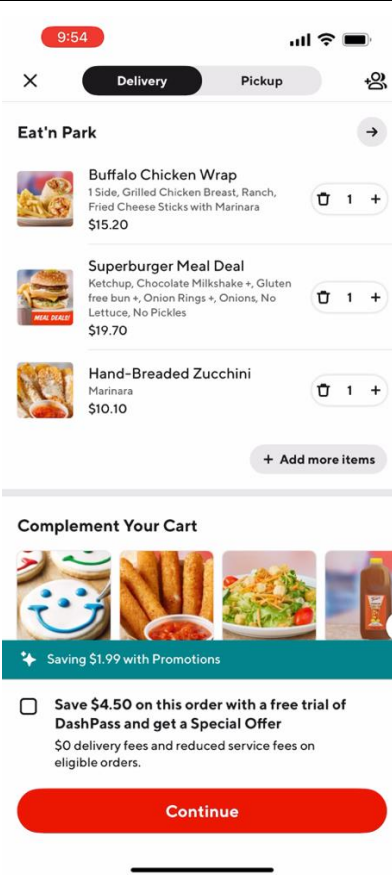 9:54
Delivery
Pickup
Eat'n Park
Buffalo Chicken Wrap
1 Side, Grilled Chicken Breast, Ranch,
Fried Cheese Sticks with Marinara
$15.20
1
Superburger Meal Deal
Ketchup, Chocolate Milkshake +, Gluten
free bun +, Onion Rings +, Onions, No
Lettuce, No Pickles
$19.70
MEAL DEALS!
1
Hand-Breaded Zucchini
Marinara
$10.10
1
+ Add more items
Complement Your Cart
Saving $1.99 with Promotions
Save $4.50 on this order with a free trial of
DashPass and get a Special Offer
$0 delivery fees and reduced service fees on
eligible orders.
Continue